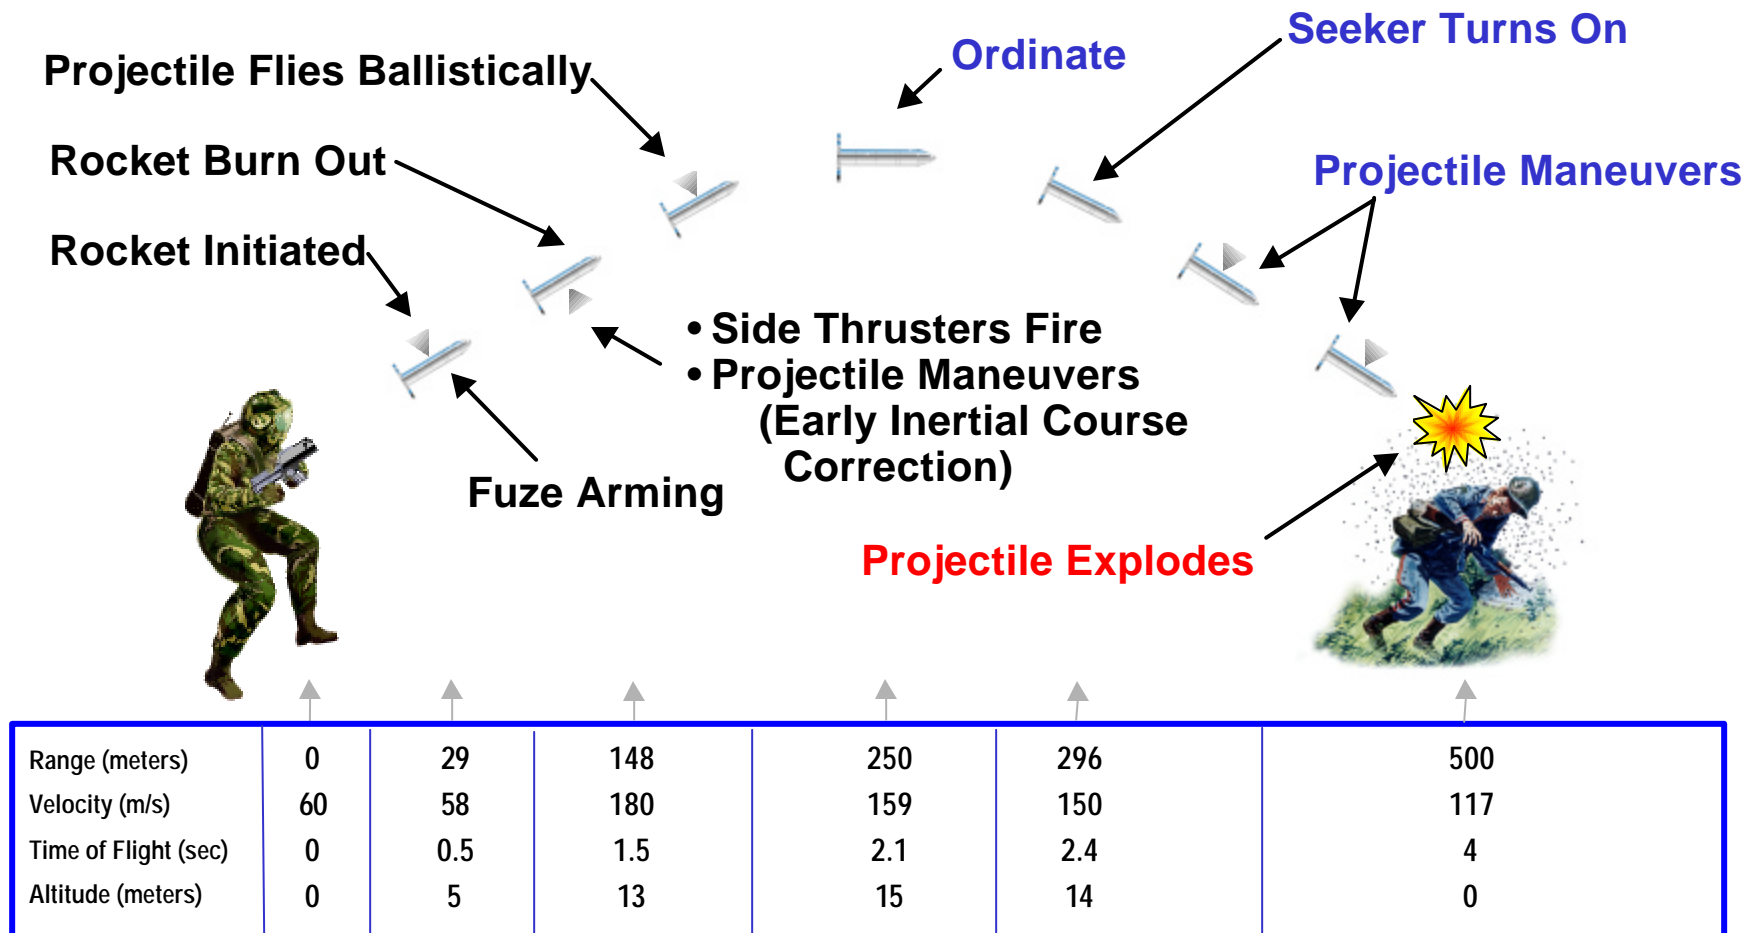 Seeker Turns On
Ordinate
Projectile Flies Ballistically
Rocket Burn Out
Projectile Maneuvers
Rocket Initiated
• Side Thrusters Fire
• Projectile Maneuvers
(Early Inertial Course
Correction)
Fuze Arming
Projectile Explodes
Range (meters) 0 29 148 250 296 500
Velocity (m/s) 60 58 180 159 150 117
Time of Flight (sec) 0 0.5 1.5 2.1 2.4 4
Altitude (meters) 0 5 13 15 14 0